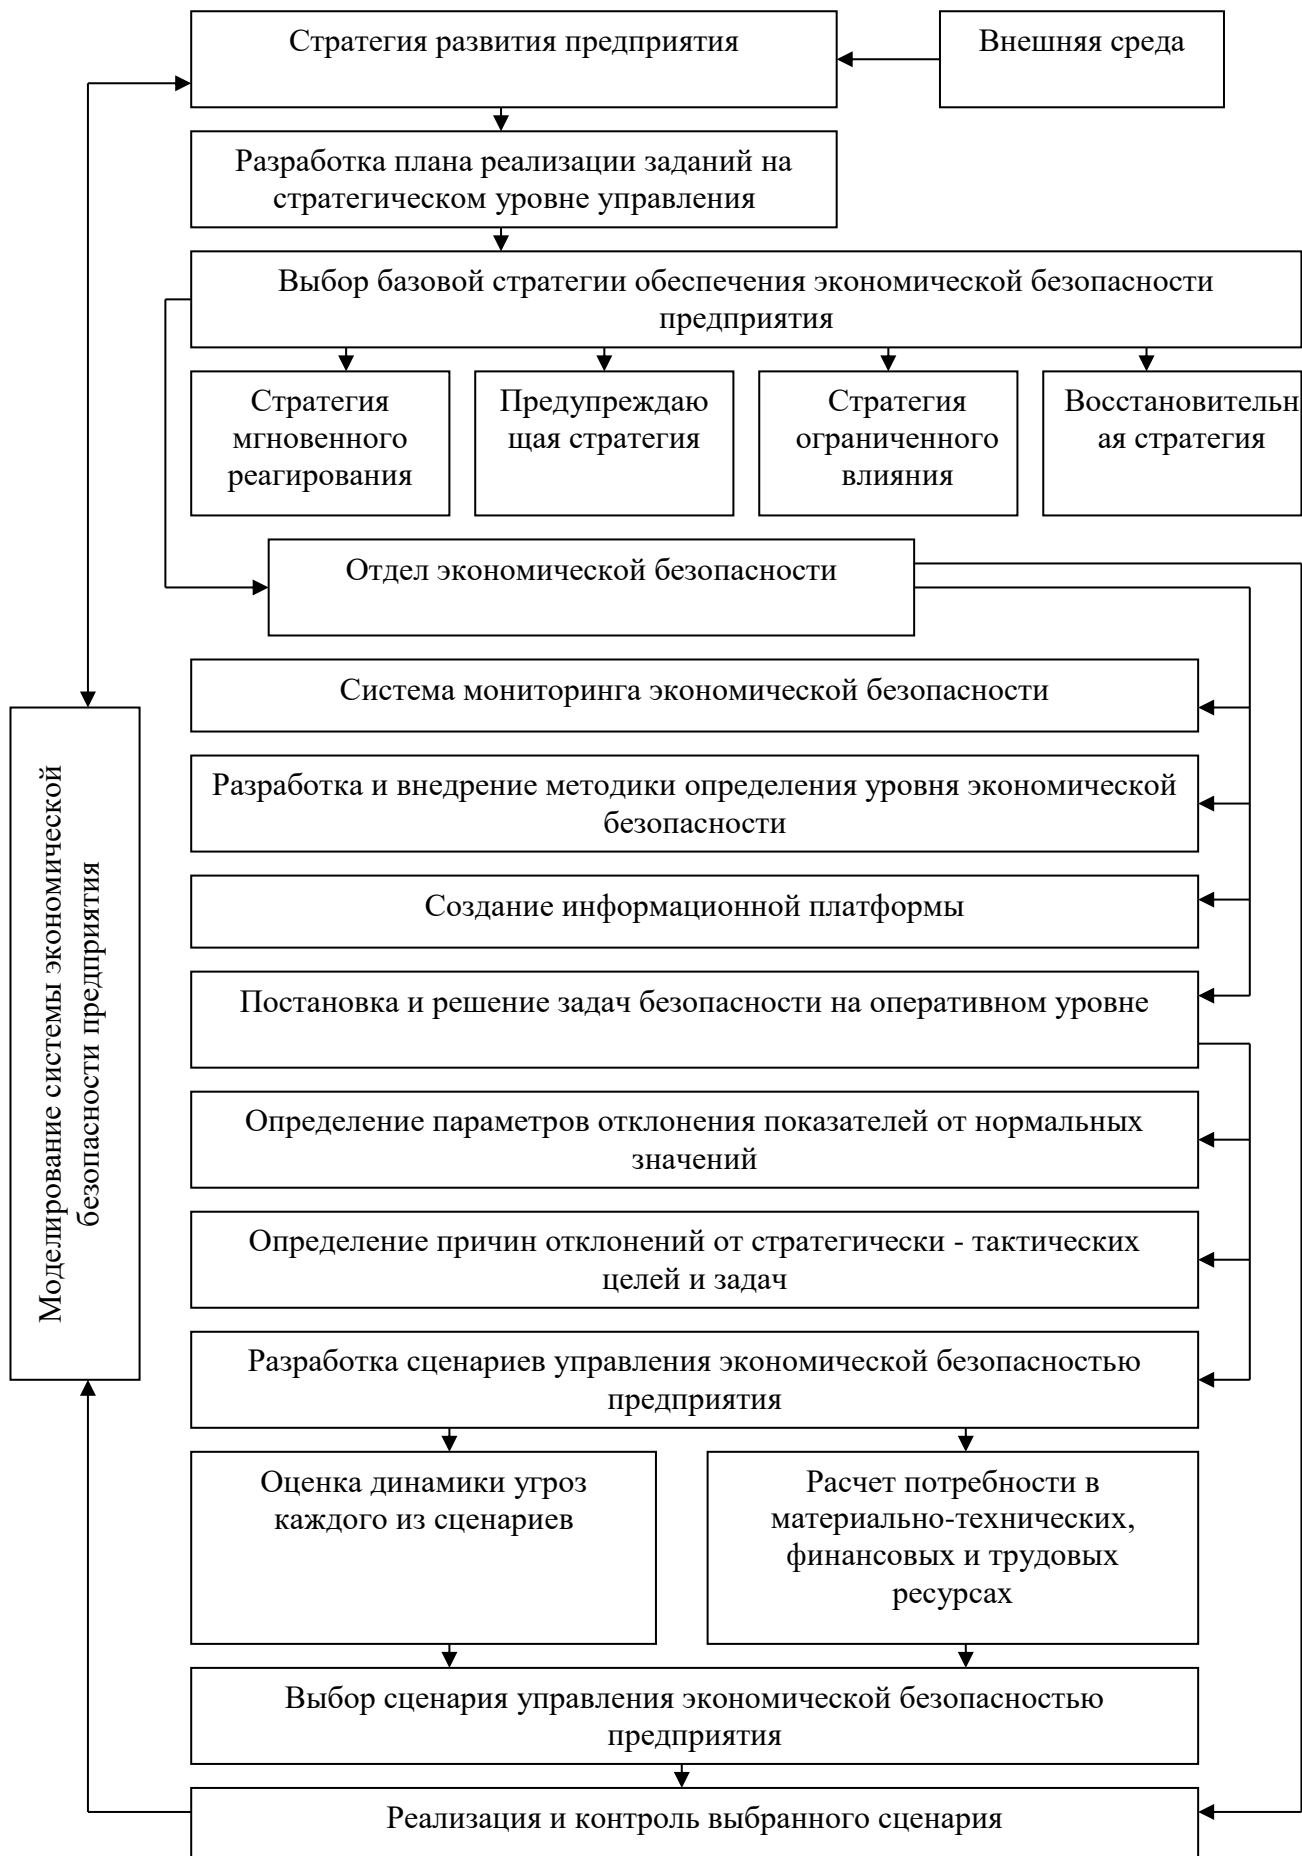 Стратегия развития предприятия
Внешняя среда
Разработка плана реализации заданий на
стратегическом уровне управления
Выбор базовой стратегии обеспечения экономической безопасности
предприятия
Стратегия
мгновенного
реагирования
Предупреждаю
щая стратегия
Стратегия
ограниченного
влияния
Восстановительн
ая стратегия
Отдел экономической безопасности
Система мониторинга экономической безопасности
Разработка и внедрение методики определения уровня экономической
безопасности
Создание информационной платформы
Постановка и решение задач безопасности на оперативном уровне
Определение параметров отклонения показателей от нормальных
значений
Определение причин отклонений от стратегически - тактических
целей и задач
Разработка сценариев управления экономической безопасностью
предприятия
Оценка динамики угроз
каждого из сценариев
Расчет потребности в
материально-технических,
финансовых и трудовых
ресурсах
Выбор сценария управления экономической безопасностью
предприятия
Реализация и контроль выбранного сценария
Моделирование системы экономической
безопасности предприятия